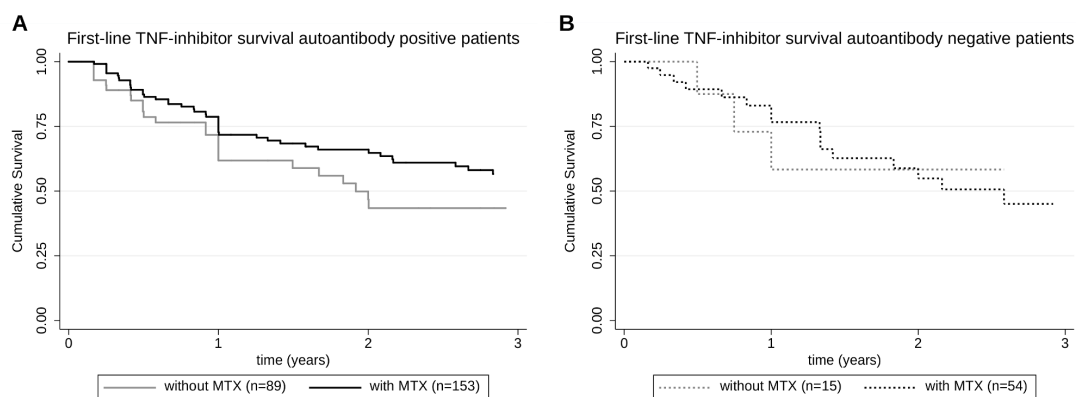 A
First-line TNF-inhibitor survival autoantibody positive patients
Cumulative Survival
1.00
0.75
0.50
0.25
0.00
0 1 2 3
time (years)
without MTX (n=89) with MTX (n=153)
B
First-line TNF-inhibitor survival autoantibody negative patients
Cumulative Survival
1.00
0.75
0.50
0.25
0.00
0 1 2 3
time (years)
without MTX (n=15) with MTX (n=54)